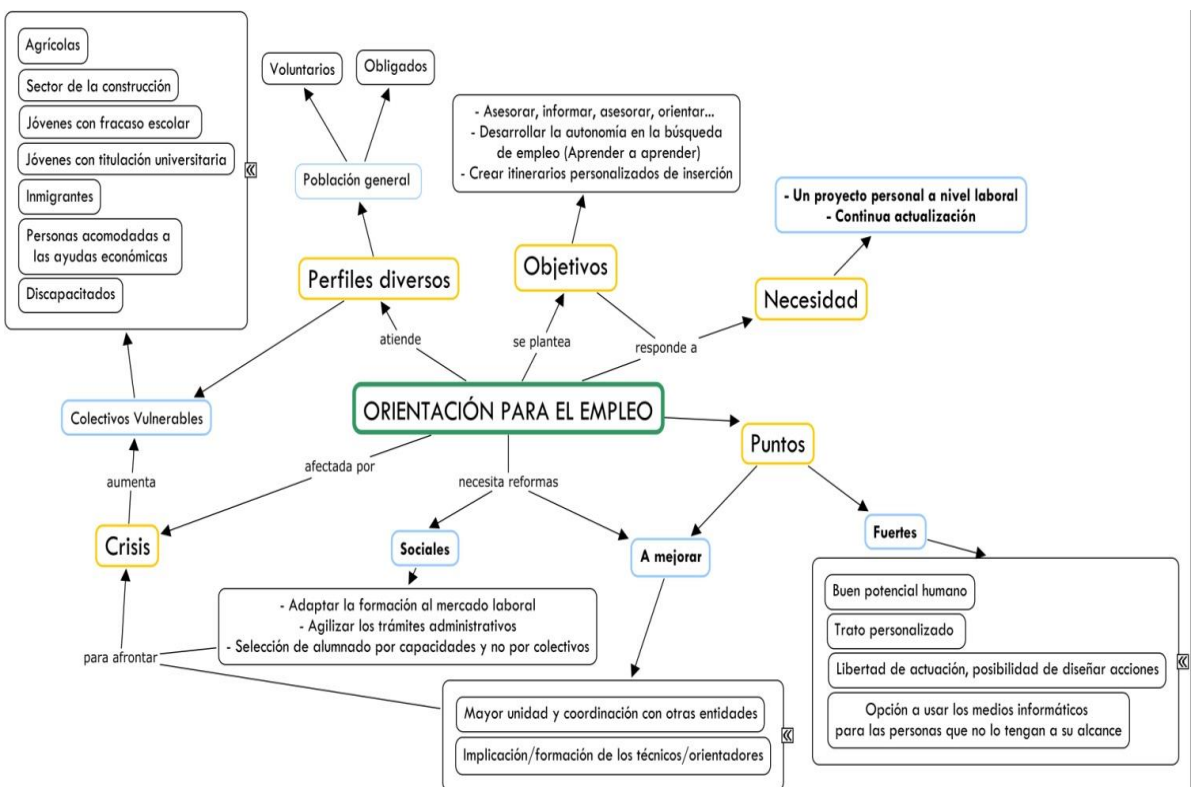 Agrícolas
Sector de la construcción
Jóvenes con fracaso escolar
Jóvenes con titulación universitaria
Inmigrantes
Personas acomodadas a
las ayudas económicas
Discapacitados
Voluntarios
Obligados
Población general
- Asesorar, informar, asesorar, orientar...
- Desarrollar la autonomía en la búsqueda
de empleo (Aprender a aprender)
- Crear itinerarios personalizados de inserción
- Un proyecto personal a nivel laboral
- Continua actualización
Perfiles diversos
Objetivos
Necesidad
atiende
se plantea
responde a
Colectivos Vulnerables
ORIENTACIÓN PARA EL EMPLEO
Puntos
aumenta
afectada por
necesita reformas
Crisis
Sociales
A mejorar
Fuertes
- Adaptar la formación al mercado laboral
- Agilizar los trámites administrativos
- Selección de alumnado por capacidades y no por colectivos
para afrontar
Mayor unidad y coordinación con otras entidades
Implicación/formación de los técnicos/orientadores
Buen potencial humano
Trato personalizado
Libertad de actuación, posibilidad de diseñar acciones
Opción a usar los medios informáticos
para las personas que no lo tengan a su alcance